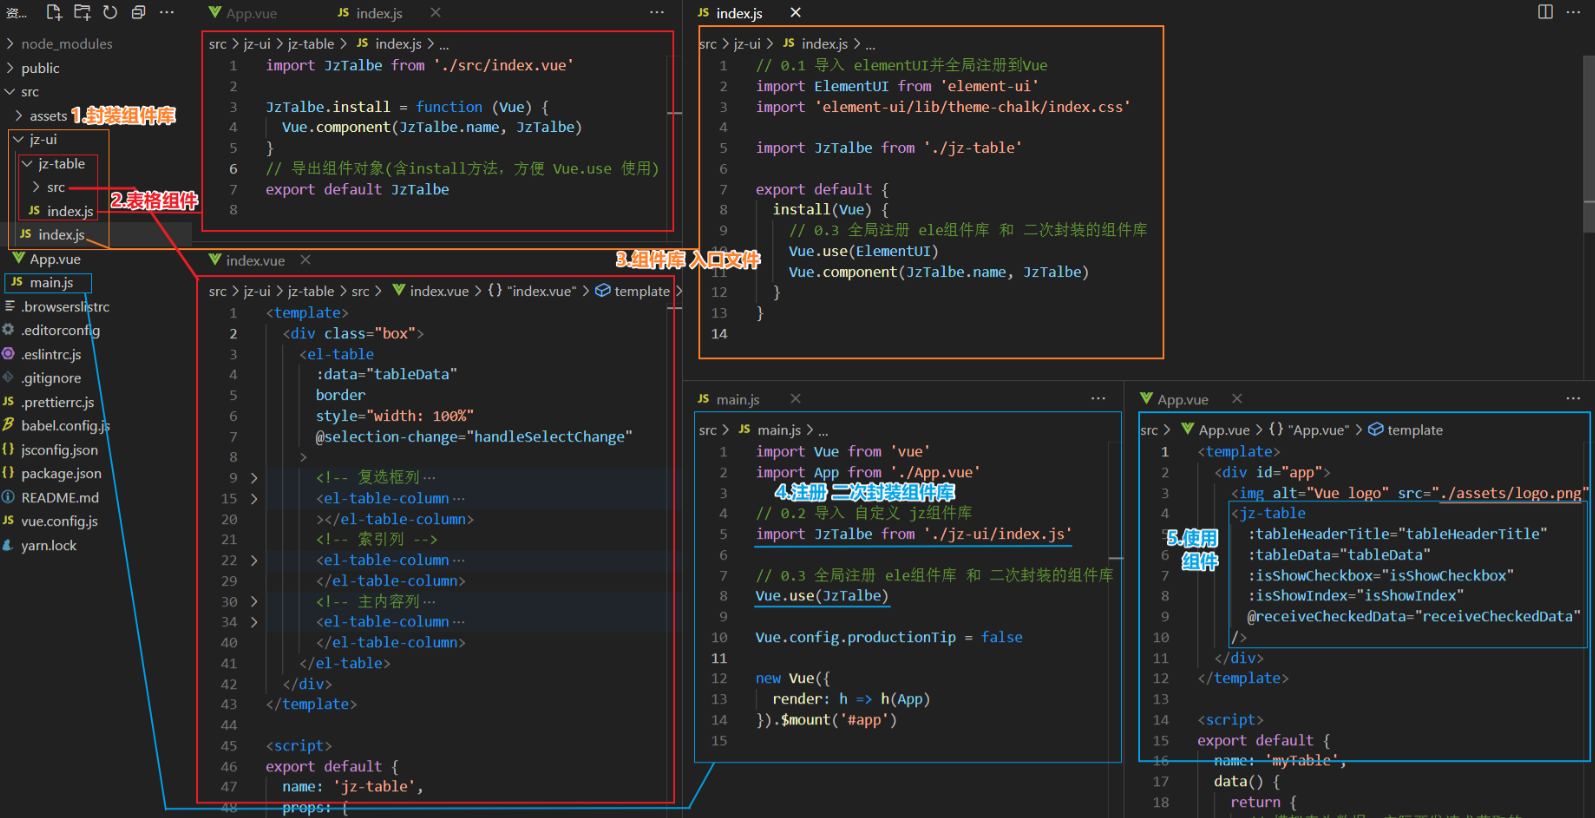 资...
node_modules
public
src
assets
1.封装组件库
jz-ui
jz-table
src
2.表格组件
JS index.js
JS index.js
App.vue
JS main.js
.browserslistrc
.editorconfig
.eslintrc.js
.gitignore
JS .prettierrc.js
babel.config.js
{} jsconfig.json
{} package.json
README.md
JS vue.config.js
yarn.lock
App.vue
JS index.js
src > jz-ui > jz-table > JS index.js > ...
1 import JzTalbe from './src/index.vue'
2
3 JzTalbe.install = function (Vue) {
4 Vue.component(JzTalbe.name, JzTalbe)
5 }
6 // 导出组件对象(含install方法，方便 Vue.use 使用)
7 export default JzTalbe
8
index.vue
src > jz-ui > jz-table > src > index.vue > {} "index.vue" > template >
1 <template>
2 <div class="box">
3 <el-table
4 :data="tableData"
5 border
6 style="width: 100%"
7 @selection-change="handleSelectChange"
8 >
9 <!-- 复选框列…
15 <el-table-column…
20 ></el-table-column>
21 <!-- 索引列 -->
22 <el-table-column…
29 </el-table-column>
30 <!-- 主内容列…
34 <el-table-column…
40 </el-table-column>
41 </el-table>
42 </div>
43 </template>
44
45 <script>
46 export default {
47 name: 'jz-table',
48 props: {
JS index.js
src > jz-ui > JS index.js > ...
1 // 0.1 导入 elementUI并全局注册到Vue
2 import ElementUI from 'element-ui'
3 import 'element-ui/lib/theme-chalk/index.css'
4
5 import JzTalbe from './jz-table'
6
7 export default {
8 install(Vue) {
9 // 0.3 全局注册 ele组件库 和 二次封装的组件库
10 Vue.use(ElementUI)
3.组件库 入口文件
11 Vue.component(JzTalbe.name, JzTalbe)
12 }
13 }
14
JS main.js
src > JS main.js > ...
1 import Vue from 'vue'
2 import App from './App.vue'
3
4.注册 二次封装组件库
4 // 0.2 导入 自定义 jz组件库
5 import JzTalbe from './jz-ui/index.js'
6
7 // 0.3 全局注册 ele组件库 和 二次封装的组件库
8 Vue.use(JzTalbe)
9
10 Vue.config.productionTip = false
11
12 new Vue({
13 render: h => h(App)
14 }).$mount('#app')
15
App.vue
src > App.vue > {} "App.vue" > template
1 <template>
2 <div id="app">
3 <img alt="Vue logo" src="./assets/logo.png"
4 <jz-table
5.使用
组件
5 :tableHeaderTitle="tableHeaderTitle"
6 :tableData="tableData"
7 :isShowCheckbox="isShowCheckbox"
8 :isShowIndex="isShowIndex"
9 @receiveCheckedData="receiveCheckedData"
10 />
11 </div>
12 </template>
13
14 <script>
15 export default {
16 name: 'myTable',
17 data() {
18 return {